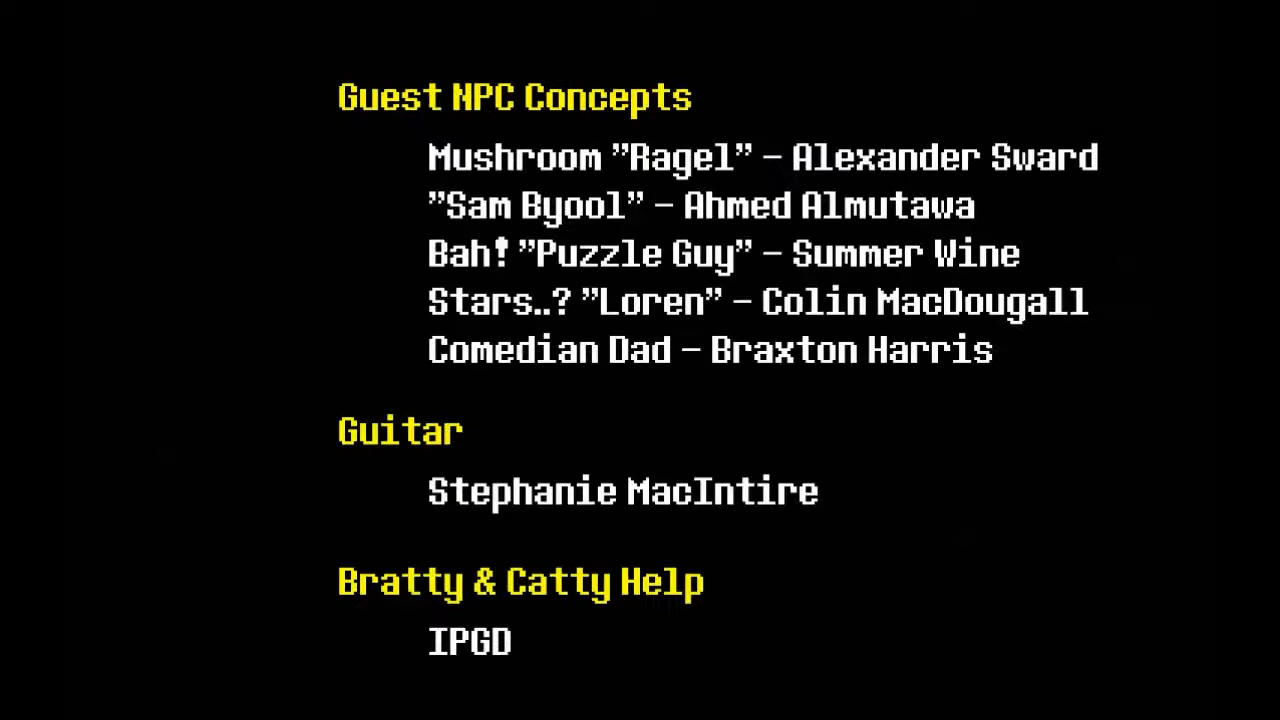 Guest NPC Concepts
Mushroom ”Ragel” - Alexander Sward
”Sam Byool” - Ahmed Almutawa
Bah! ”Puzzle Guy” - Summer Wine
Stars..? ”Loren” - Colin MacDougall
Comedian Dad - Braxton Harris
Guitar
Stephanie MacIntire
Bratty & Catty Help
IPGD